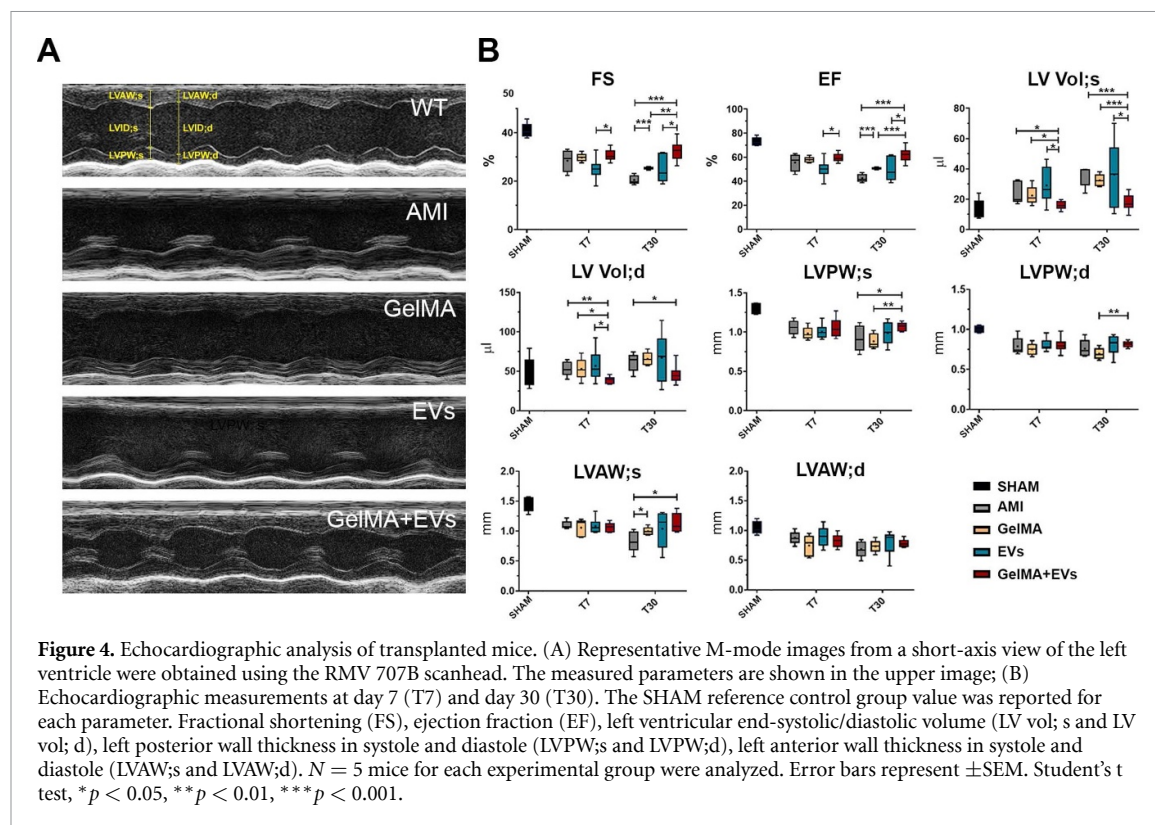 A
LVAW;s
LVAW;d
WT
LVID;s
LVID;d
LVPW;s
LVPW;d
AMI
GelMA
EVs
LVPW; s
GelMA+EVs
B
FS
50
40
20
0
%
*
***
***
**
*
SHAM
T7
T30
EF
100
80
60
40
20
0
%
*
***
***
*
***
SHAM
T7
T30
LV Vol;s
80
60
40
20
0
µl
*
*
*
***
***
*
SHAM
T7
T30
LV Vol;d
150
100
50
0
µl
**
*
*
*
SHAM
T7
T30
LVPW;s
1.5
1.0
0.5
0.0
mm
*
**
SHAM
T7
T30
LVPW;d
1.5
1.0
0.5
0.0
mm
**
SHAM
T7
T30
LVAW;s
2.0
1.5
1.0
0.5
0.0
mm
*
*
SHAM
T7
T30
LVAW;d
2.0
1.5
1.0
0.5
0.0
mm
SHAM
T7
T30
SHAM
AMI
GelMA
EVs
GelMA+EVs
Figure 4. Echocardiographic analysis of transplanted mice. (A) Representative M-mode images from a short-axis view of the left
ventricle were obtained using the RMV 707B scanhead. The measured parameters are shown in the upper image; (B)
Echocardiographic measurements at day 7 (T7) and day 30 (T30). The SHAM reference control group value was reported for
each parameter. Fractional shortening (FS), ejection fraction (EF), left ventricular end-systolic/diastolic volume (LV vol; s and LV
vol; d), left posterior wall thickness in systole and diastole (LVPW;s and LVPW;d), left anterior wall thickness in systole and
diastole (LVAW;s and LVAW;d). N = 5 mice for each experimental group were analyzed. Error bars represent ±SEM. Student's t
test, *p < 0.05, **p < 0.01, ***p < 0.001.